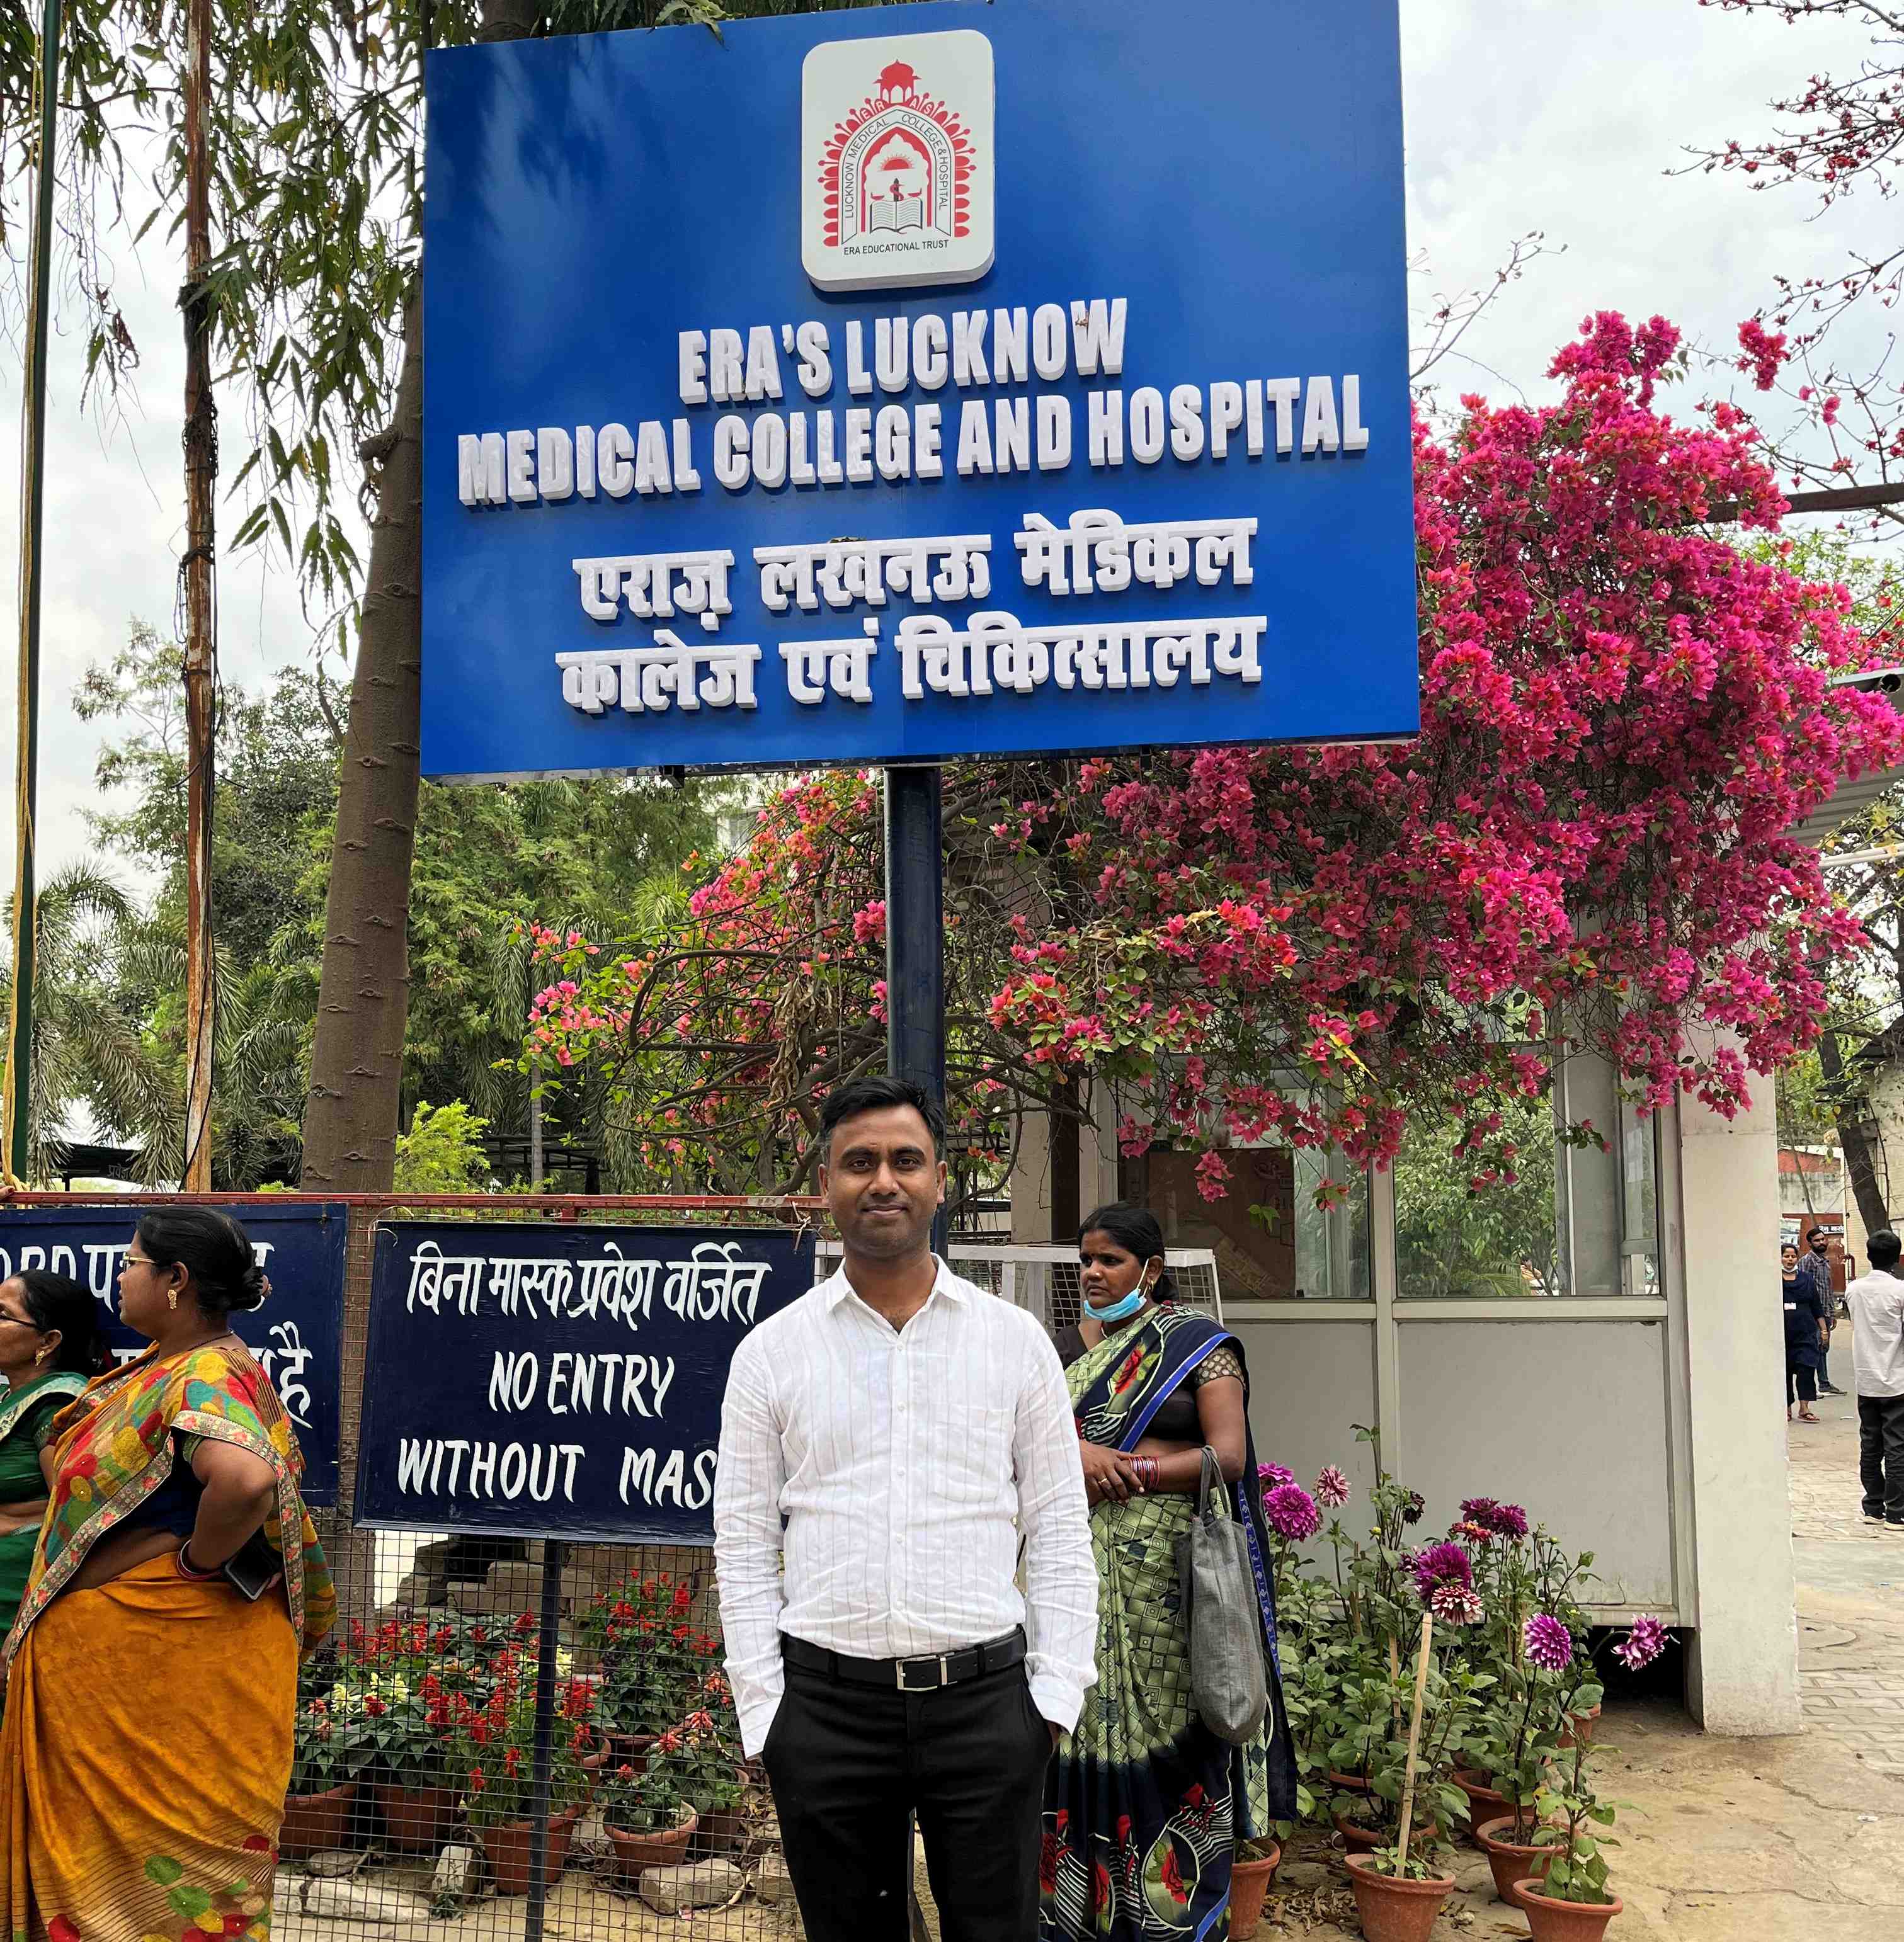 ERA'S
LUCKNOW MEDICAL COLLEGE & HOSPITAL
ERA EDUCATIONAL TRUST
ERA'S LUCKNOW
MEDICAL COLLEGE AND HOSPITAL
एराज़ लखनऊ मेडिकल
कालेज एवं चिकित्सालय
बिना मास्क प्रवेश वर्जित
NO ENTRY
WITHOUT MAS
है